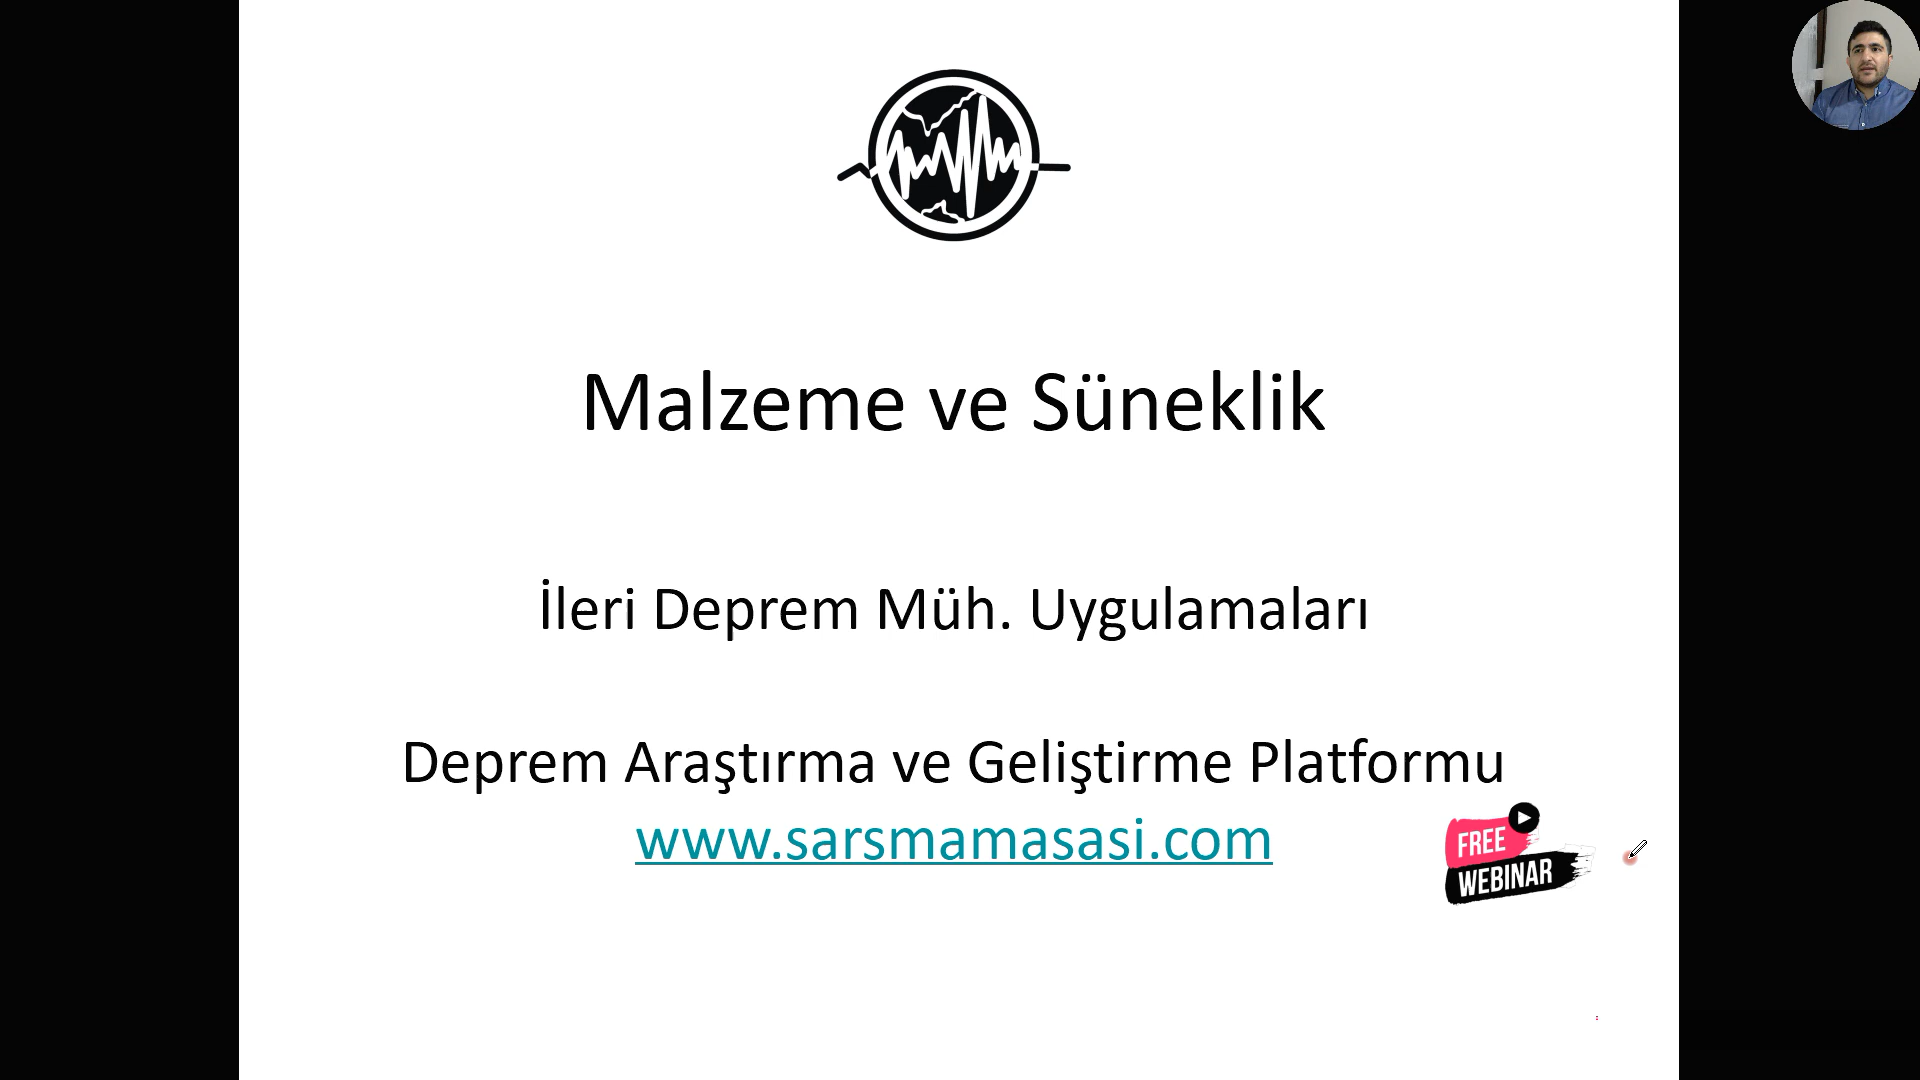 Malzeme ve Süneklik
İleri Deprem Müh. Uygulamaları
Deprem Araştırma ve Geliştirme Platformu
www.sarsmamasasi.com
FREE
WEBINAR